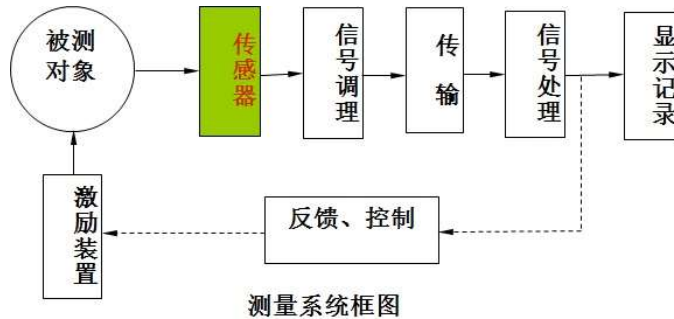 被测
对象
传感器
信号调理
传输
信号处理
显示记录
激励装置
反馈、控制
测量系统框图